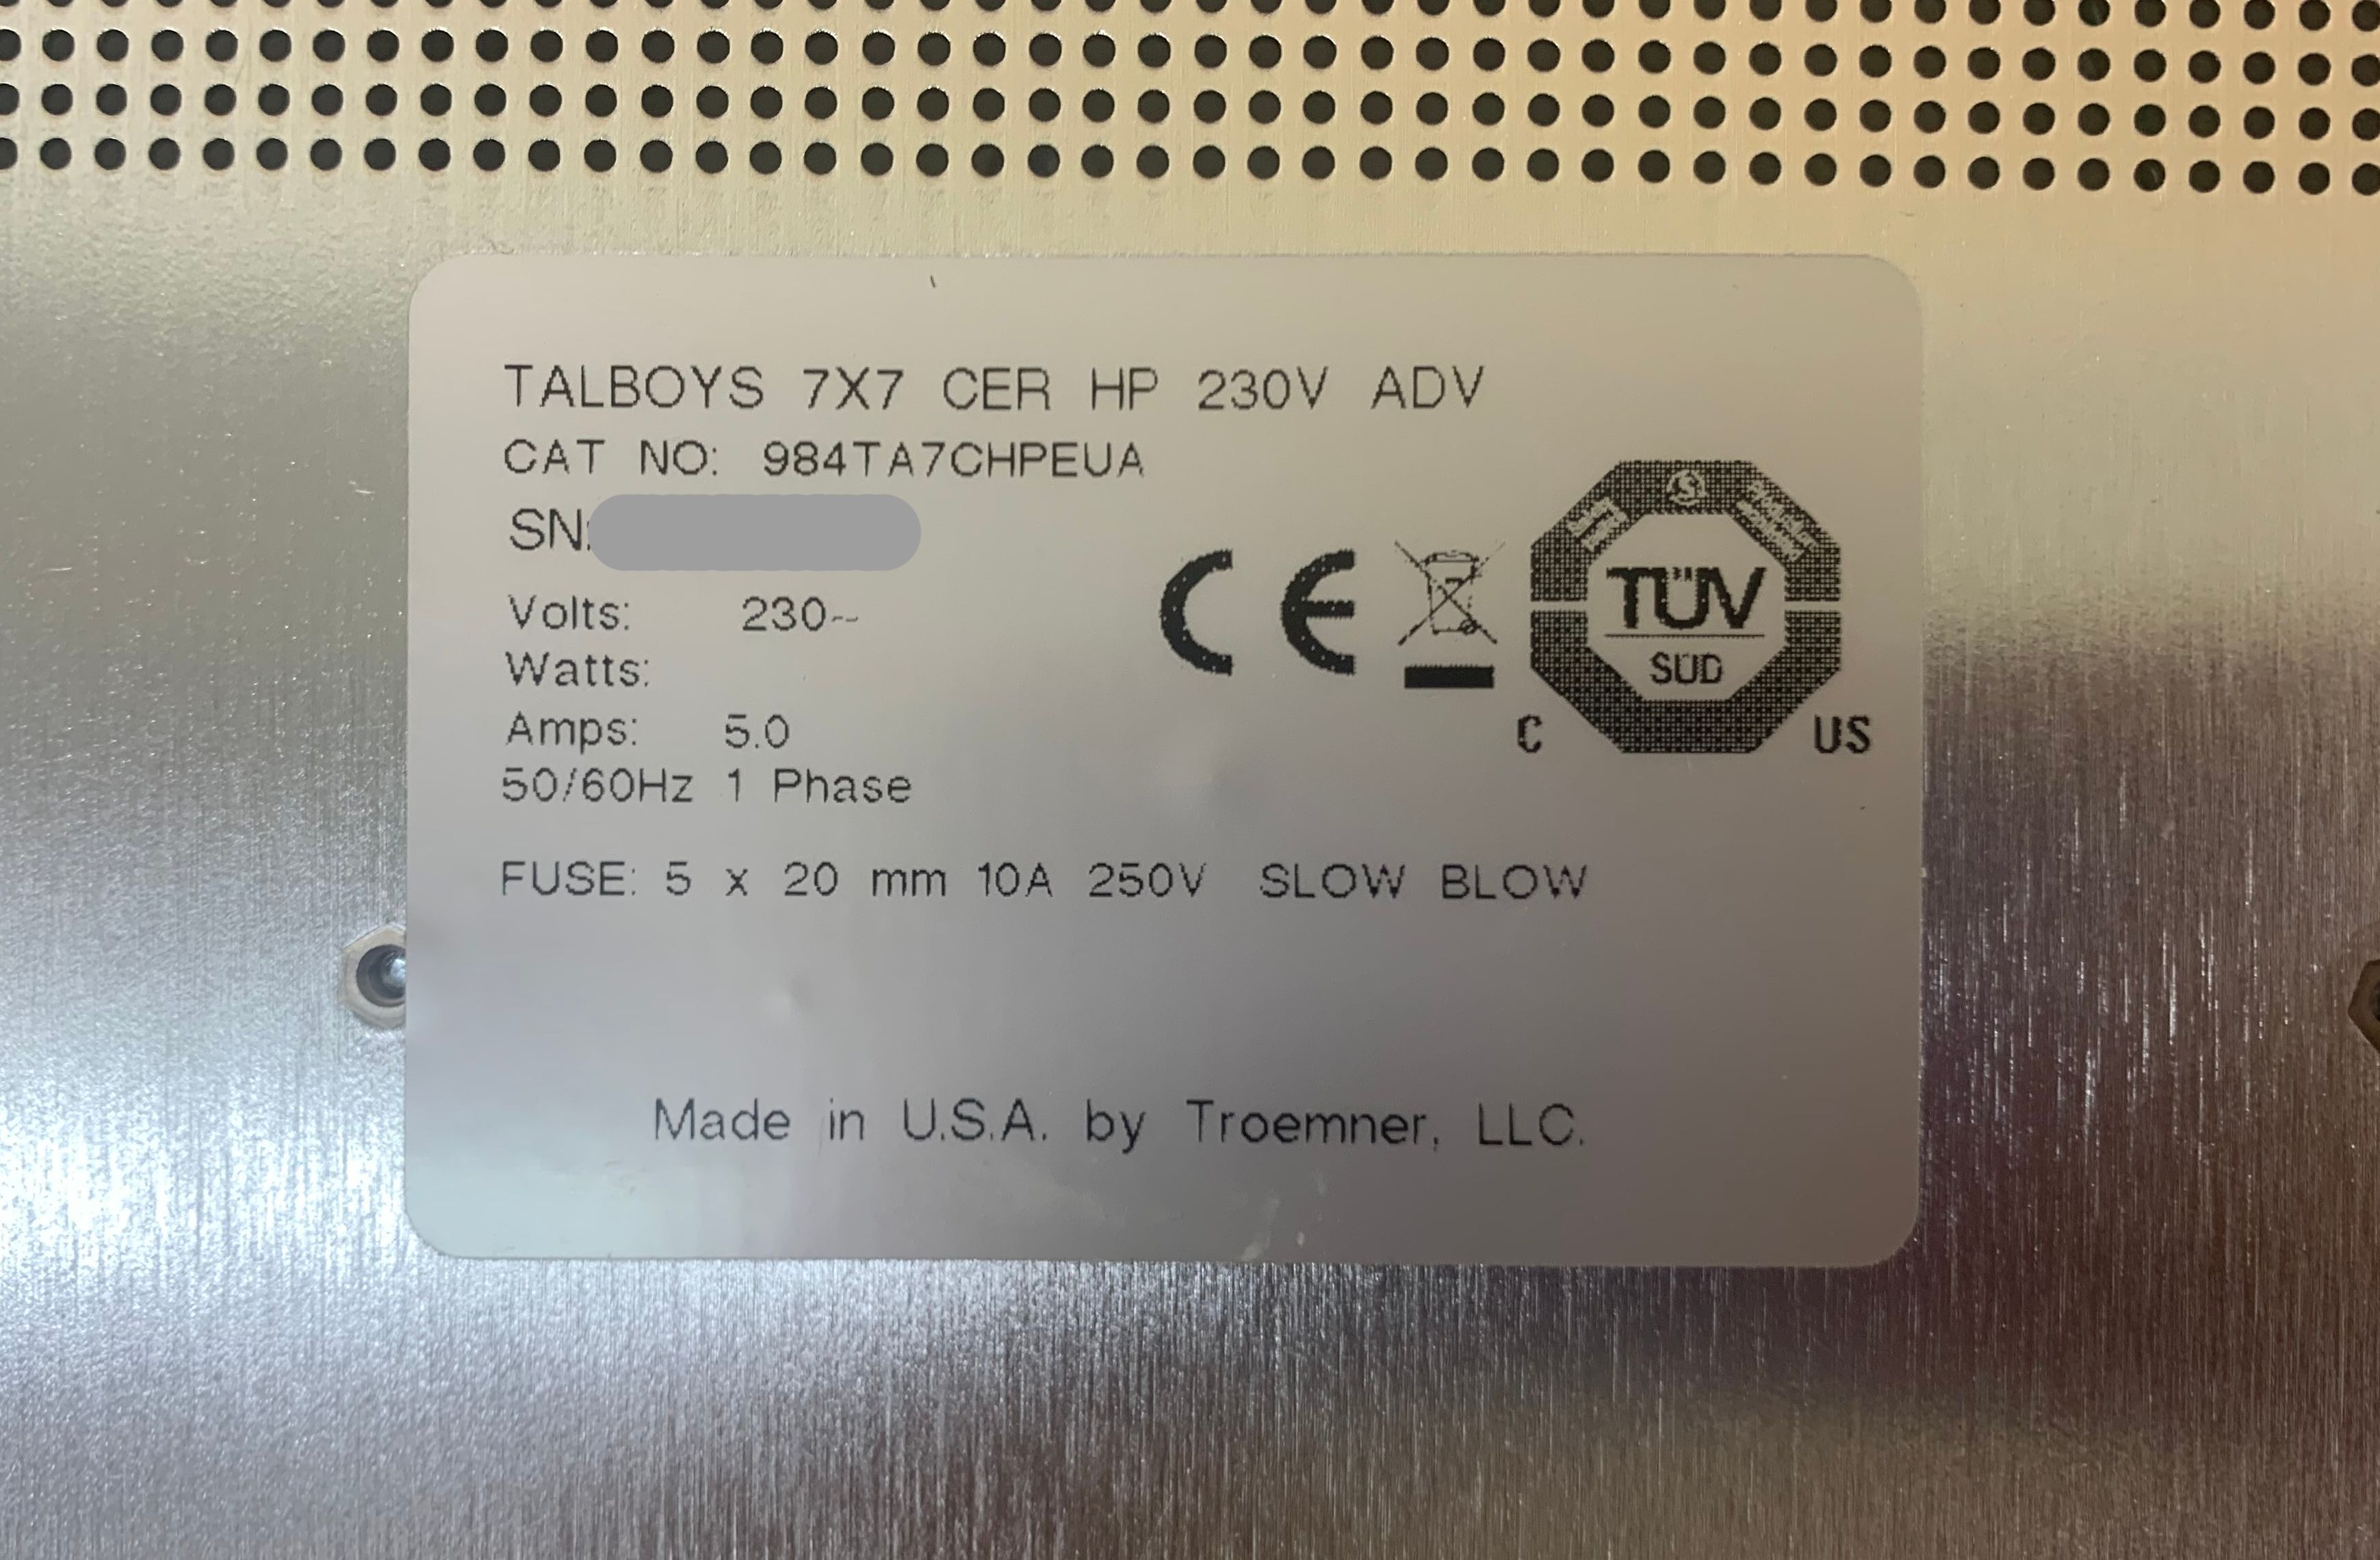 TALBOYS 7X7 CER HP 230V ADV
CAT NO: 984TA7CHPEUA
SN:
Volts: 230~
Watts:
Amps: 5.0
50/60Hz 1 Phase
CE
TÜV
SÜD
C US
FUSE: 5 x 20 mm 10A 250V SLOW BLOW
Made in U.S.A. by Troemner, LLC.